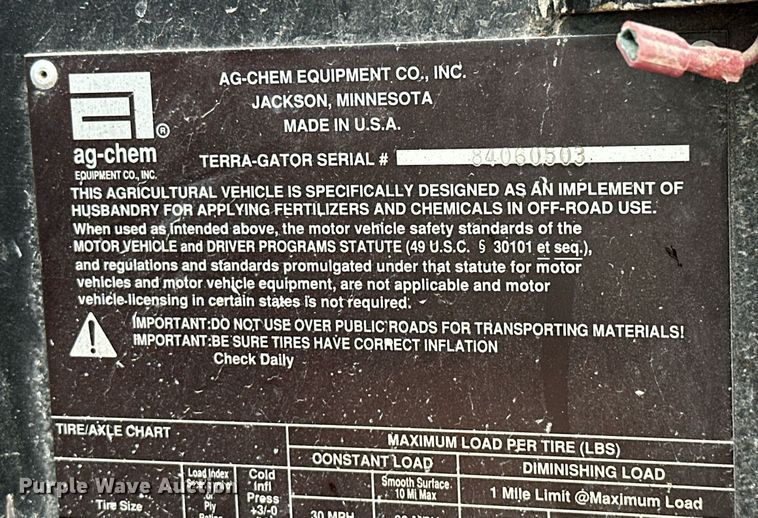 AG-CHEM EQUIPMENT CO., INC.
JACKSON, MINNESOTA
MADE IN U.S.A.
®
ag-chem
EQUIPMENT CO., INC.
TERRA-GATOR SERIAL # 84060503
THIS AGRICULTURAL VEHICLE IS SPECIFICALLY DESIGNED AS AN IMPLEMENT OF
HUSBANDRY FOR APPLYING FERTILIZERS AND CHEMICALS IN OFF-ROAD USE.
When used as intended above, the motor vehicle safety standards of the
MOTOR VEHICLE and DRIVER PROGRAMS STATUTE (49 U.S.C. § 30101 et seq.),
and regulations and standards promulgated under that statute for motor
vehicles and motor vehicle equipment, are not applicable and motor
vehicle licensing in certain states is not required.
IMPORTANT:DO NOT USE OVER PUBLIC ROADS FOR TRANSPORTING MATERIALS!
IMPORTANT:BE SURE TIRES HAVE CORRECT INFLATION
Check Daily
TIRE/AXLE CHART
MAXIMUM LOAD PER TIRE (LBS)
CONSTANT LOAD
DIMINISHING LOAD
Tire Size
Load Index
or
Ply
Cold
Infl
Press
+3/-0
Smooth Surface
10 Mi Max
1 Mile Limit @Maximum Load
30 MPH
Purple Wave Auction